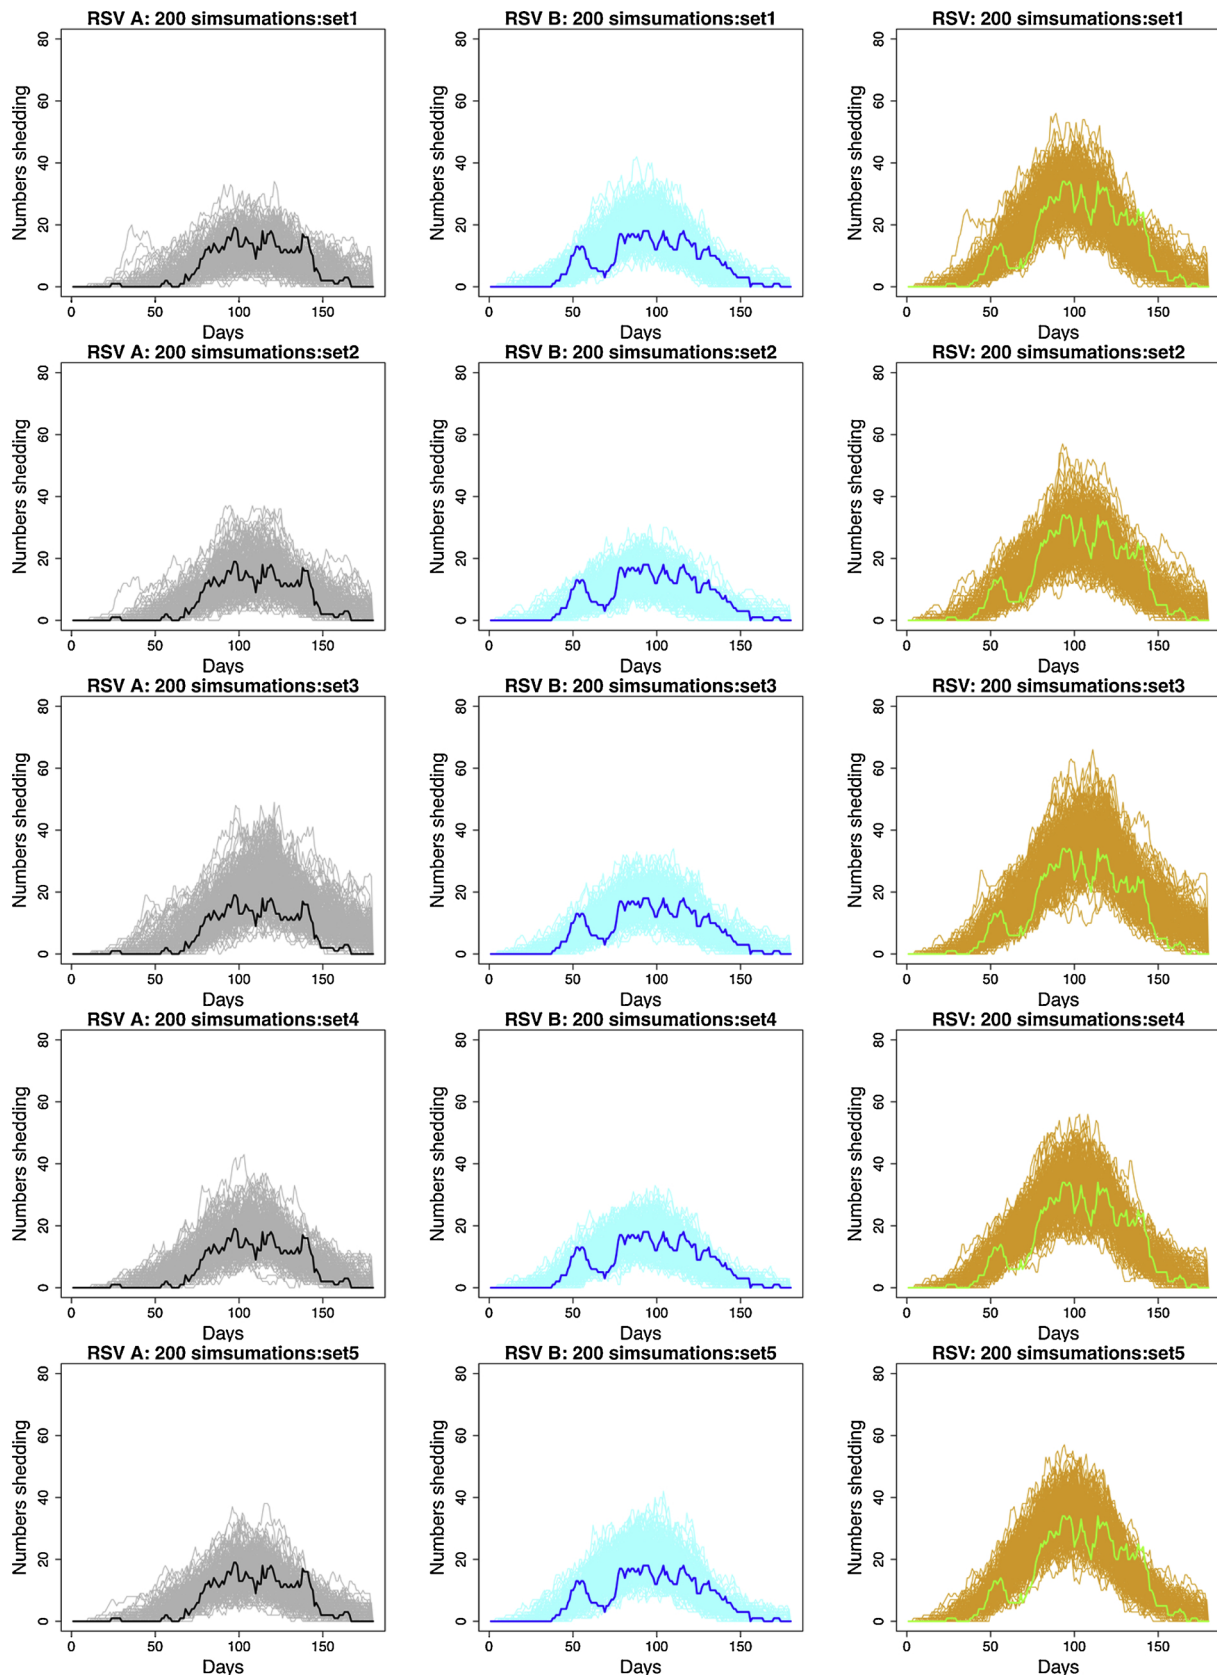 RSV A: 200 simsumations:set1 RSV B: 200 simsumations:set1 RSV: 200 simsumations:set1
Numbers shedding Numbers shedding Numbers shedding
80 80 80
60 60 60
40 40 40
20 20 20
0 0 0
0 50 100 150 0 50 100 150 0 50 100 150
Days Days Days
RSV A: 200 simsumations:set2 RSV B: 200 simsumations:set2 RSV: 200 simsumations:set2
Numbers shedding Numbers shedding Numbers shedding
80 80 80
60 60 60
40 40 40
20 20 20
0 0 0
0 50 100 150 0 50 100 150 0 50 100 150
Days Days Days
RSV A: 200 simsumations:set3 RSV B: 200 simsumations:set3 RSV: 200 simsumations:set3
Numbers shedding Numbers shedding Numbers shedding
80 80 80
60 60 60
40 40 40
20 20 20
0 0 0
0 50 100 150 0 50 100 150 0 50 100 150
Days Days Days
RSV A: 200 simsumations:set4 RSV B: 200 simsumations:set4 RSV: 200 simsumations:set4
Numbers shedding Numbers shedding Numbers shedding
80 80 80
60 60 60
40 40 40
20 20 20
0 0 0
0 50 100 150 0 50 100 150 0 50 100 150
Days Days Days
RSV A: 200 simsumations:set5 RSV B: 200 simsumations:set5 RSV: 200 simsumations:set5
Numbers shedding Numbers shedding Numbers shedding
80 80 80
60 60 60
40 40 40
20 20 20
0 0 0
0 50 100 150 0 50 100 150 0 50 100 150
Days Days Days